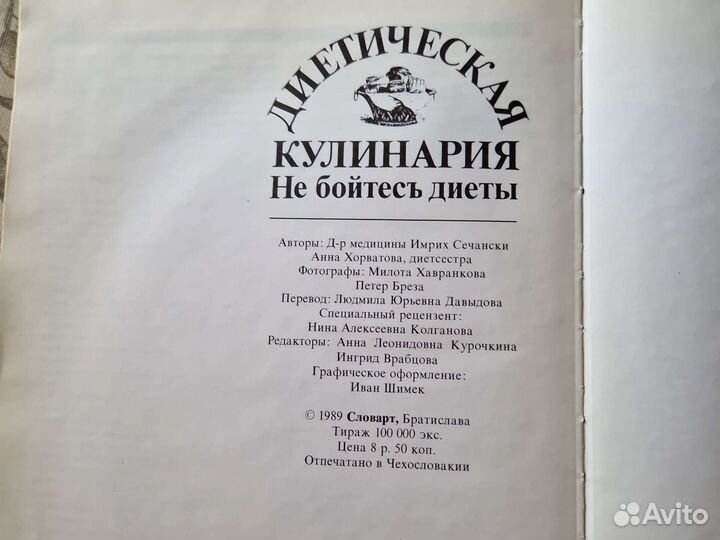 ДИЕТИЧЕСКАЯ
КУЛИНАРИЯ
Не бойтесъ диеты
Авторы: Д-р медицины Имрих Сечански
Анна Хорватова, диетсестра
Фотографы: Милота Хавранкова
Петер Бреза
Перевод: Людмила Юрьевна Давыдова
Специальный рецензент:
Нина Алексеевна Колганова
Редакторы: Анна Леонидовна Курочкина
Ингрид Врабцова
Графическое оформление:
Иван Шимек
© 1989 Словарт, Братислава
Тираж 100 000 экс.
Цена 8 р. 50 коп.
Отпечатано в Чехословакии
Avito